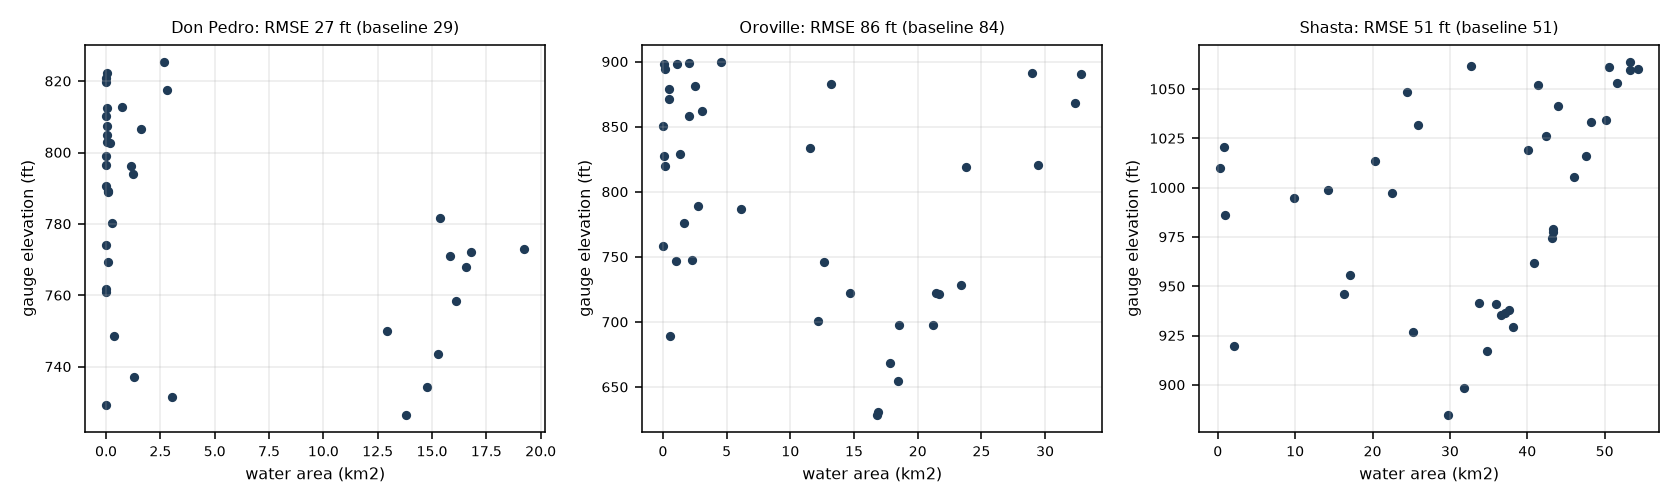 Don Pedro: RMSE 27 ft (baseline 29)
gauge elevation (ft)
820
800
780
760
740
0.0 2.5 5.0 7.5 10.0 12.5 15.0 17.5 20.0
water area (km2)
Oroville: RMSE 86 ft (baseline 84)
gauge elevation (ft)
900
850
800
750
700
650
0 5 10 15 20 25 30
water area (km2)
Shasta: RMSE 51 ft (baseline 51)
gauge elevation (ft)
1050
1025
1000
975
950
925
900
0 10 20 30 40 50
water area (km2)